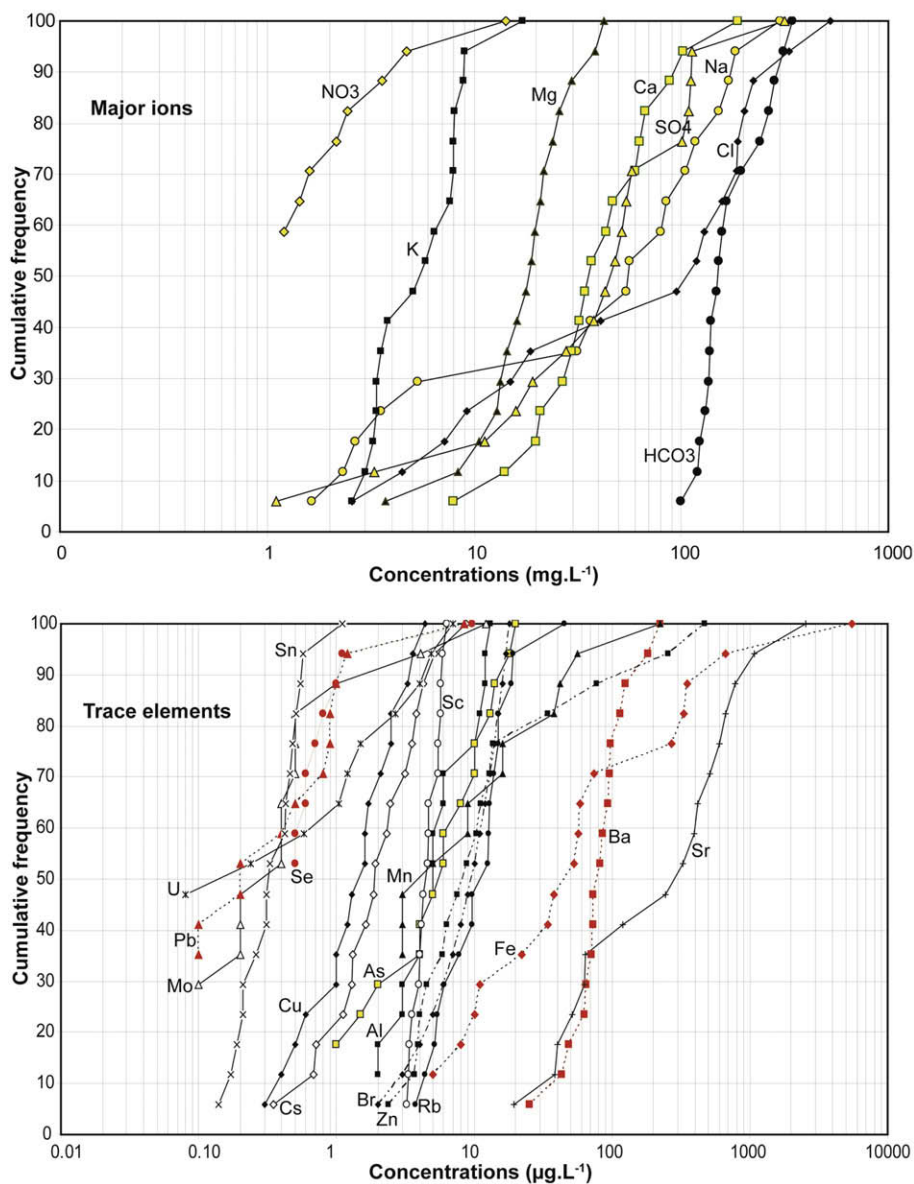 100
90
NO3
Mg
Ca
Na
Major ions
80
SO4
Cl
70
60
K
50
40
30
20
HCO3
10
0
Cumulative frequency
0
1
10
100
1000
Concentrations (mg.L-1)
100
Sn
90
Sc
Trace elements
80
70
60
Ba
Mn
Sr
50
U
Se
Pb
40
Fe
As
30
Mo
Cu
Al
20
10
Cs
Br
Rb
Zn
0
Cumulative frequency
0.01
0.10
1
10
100
1000
10000
Concentrations (µg.L-1)